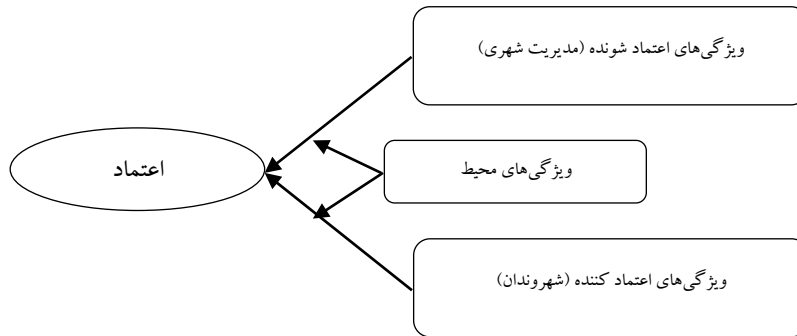 ویژگی‌های اعتماد شونده (مدیریت شهری)
اعتماد
ویژگی‌های محیط
ویژگی‌های اعتماد کننده (شهروندان)